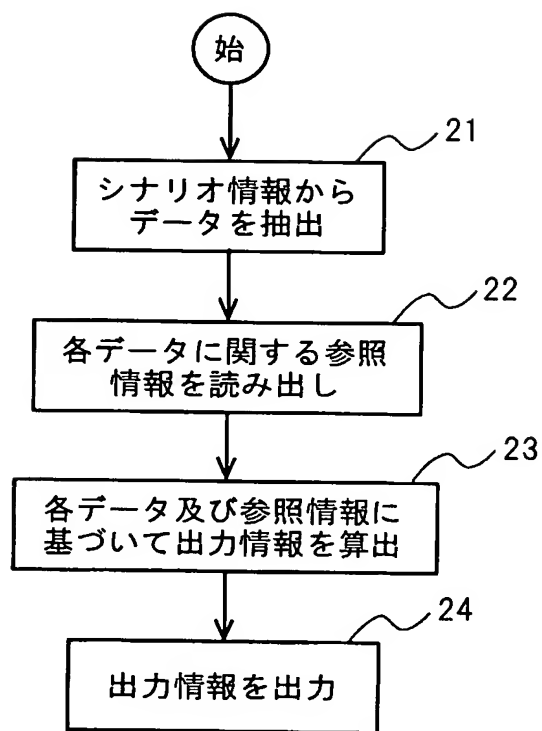 始
21
シナリオ情報から
データを抽出
22
各データに関する参照
情報を読み出し
23
各データ及び参照情報に
基づいて出力情報を算出
24
出力情報を出力